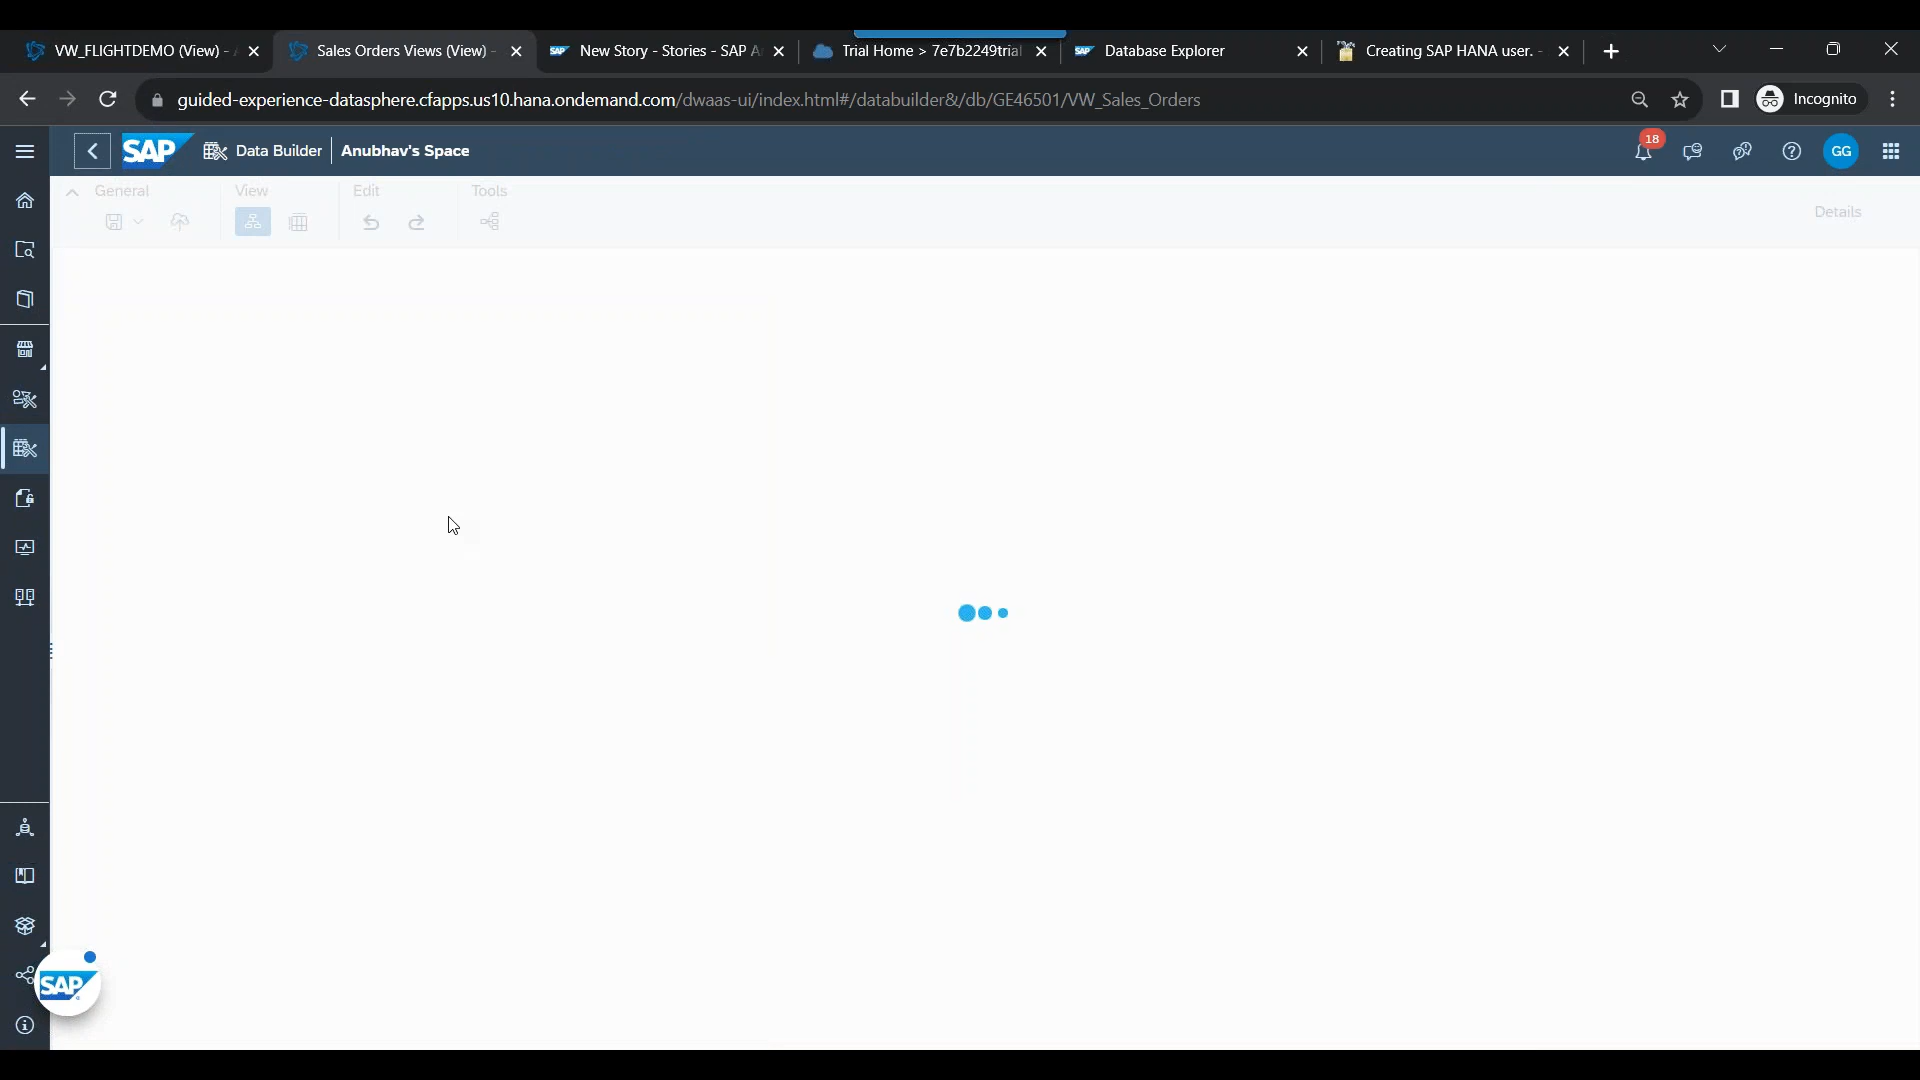 VW_FLIGHTDEMO (View) -
Sales Orders Views (View) -
New Story - Stories - SAP A
Trial Home > 7e7b2249trial
Database Explorer
Creating SAP HANA user. -
guided-experience-datasphere.cfapps.us10.hana.ondemand.com/dwaas-ui/index.html#/databuilder&/db/GE46501/VW_Sales_Orders
Incognito
SAP
Data Builder
Anubhav's Space
18
GG
General
View
Edit
Tools
Details
SAP